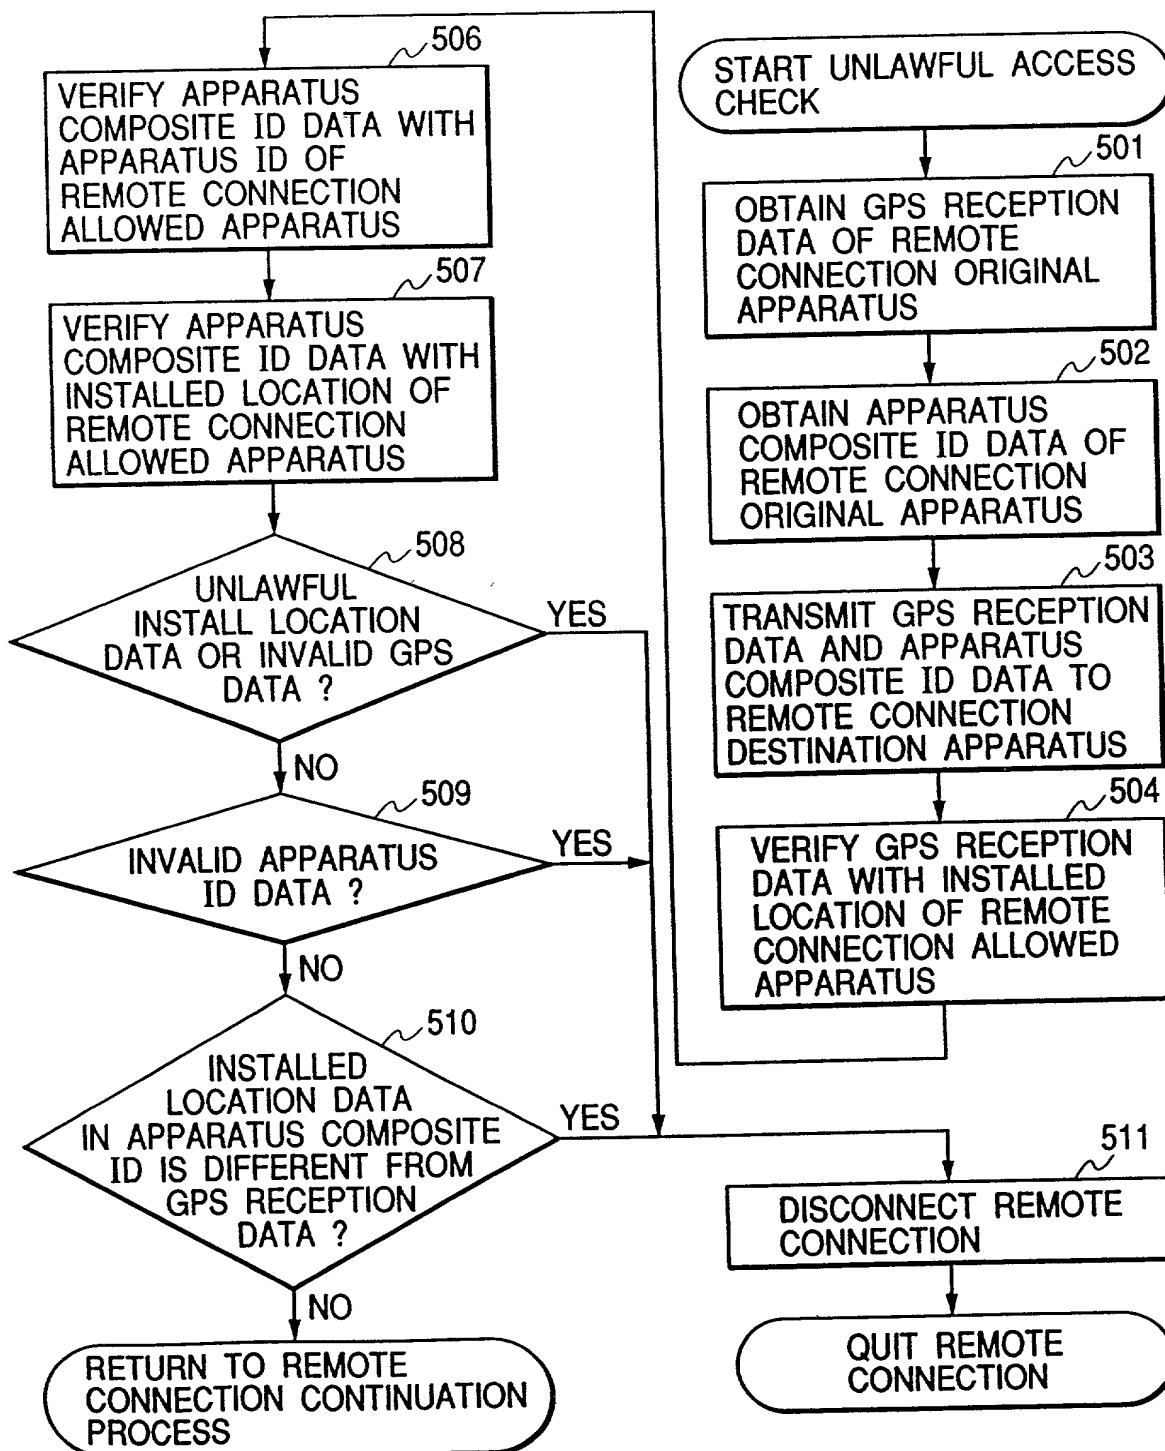 START UNLAWFUL ACCESS
CHECK
501
OBTAIN GPS RECEPTION
DATA OF REMOTE
CONNECTION ORIGINAL
APPARATUS
502
OBTAIN APPARATUS
COMPOSITE ID DATA OF
REMOTE CONNECTION
ORIGINAL APPARATUS
503
TRANSMIT GPS RECEPTION
DATA AND APPARATUS
COMPOSITE ID DATA TO
REMOTE CONNECTION
DESTINATION APPARATUS
504
VERIFY GPS RECEPTION
DATA WITH INSTALLED
LOCATION OF REMOTE
CONNECTION ALLOWED
APPARATUS
506
VERIFY APPARATUS
COMPOSITE ID DATA WITH
APPARATUS ID OF
REMOTE CONNECTION
ALLOWED APPARATUS
507
VERIFY APPARATUS
COMPOSITE ID DATA WITH
INSTALLED LOCATION OF
REMOTE CONNECTION
ALLOWED APPARATUS
508
UNLAWFUL
INSTALL LOCATION
DATA OR INVALID GPS
DATA ?
YES
NO
509
INVALID APPARATUS
ID DATA ?
YES
NO
510
INSTALLED
LOCATION DATA
IN APPARATUS COMPOSITE
ID IS DIFFERENT FROM
GPS RECEPTION
DATA ?
YES
NO
RETURN TO REMOTE
CONNECTION CONTINUATION
PROCESS
511
DISCONNECT REMOTE
CONNECTION
QUIT REMOTE
CONNECTION